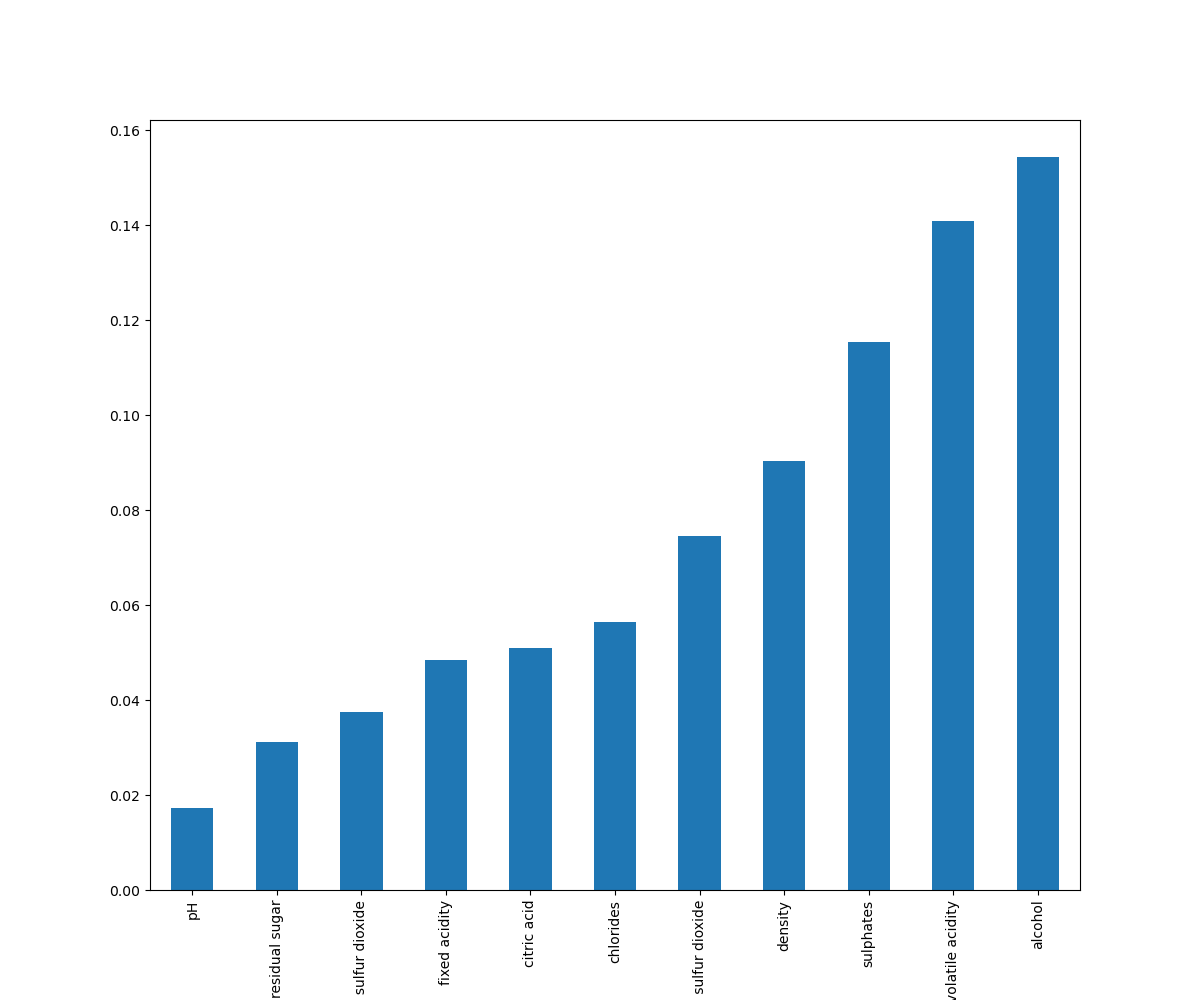 0.16
0.14
0.12
0.10
0.08
0.06
0.04
0.02
0.00
pH
residual sugar
sulfur dioxide
fixed acidity
citric acid
chlorides
sulfur dioxide
density
sulphates
volatile acidity
alcohol